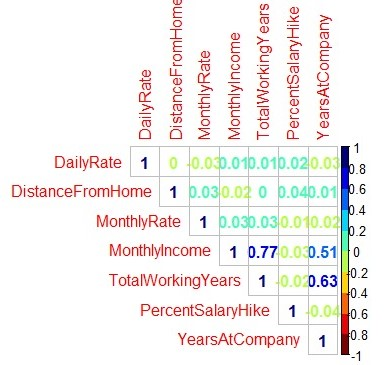 DailyRate
DistanceFromHome
MonthlyRate
MonthlyIncome
TotalWorkingYears
PercentSalaryHike
YearsAtCompany
DailyRate 1 0 -0.03 0.01 0.01 0.02 -0.03
DistanceFromHome 1 0.03 -0.02 0 0.04 0.01
MonthlyRate 1 0.03 0.03 -0.01 -0.02
MonthlyIncome 1 0.77 -0.03 0.51
TotalWorkingYears 1 -0.02 0.63
PercentSalaryHike 1 -0.04
YearsAtCompany 1
1
0.8
0.6
0.4
0.2
0
-0.2
-0.4
-0.6
-0.8
-1